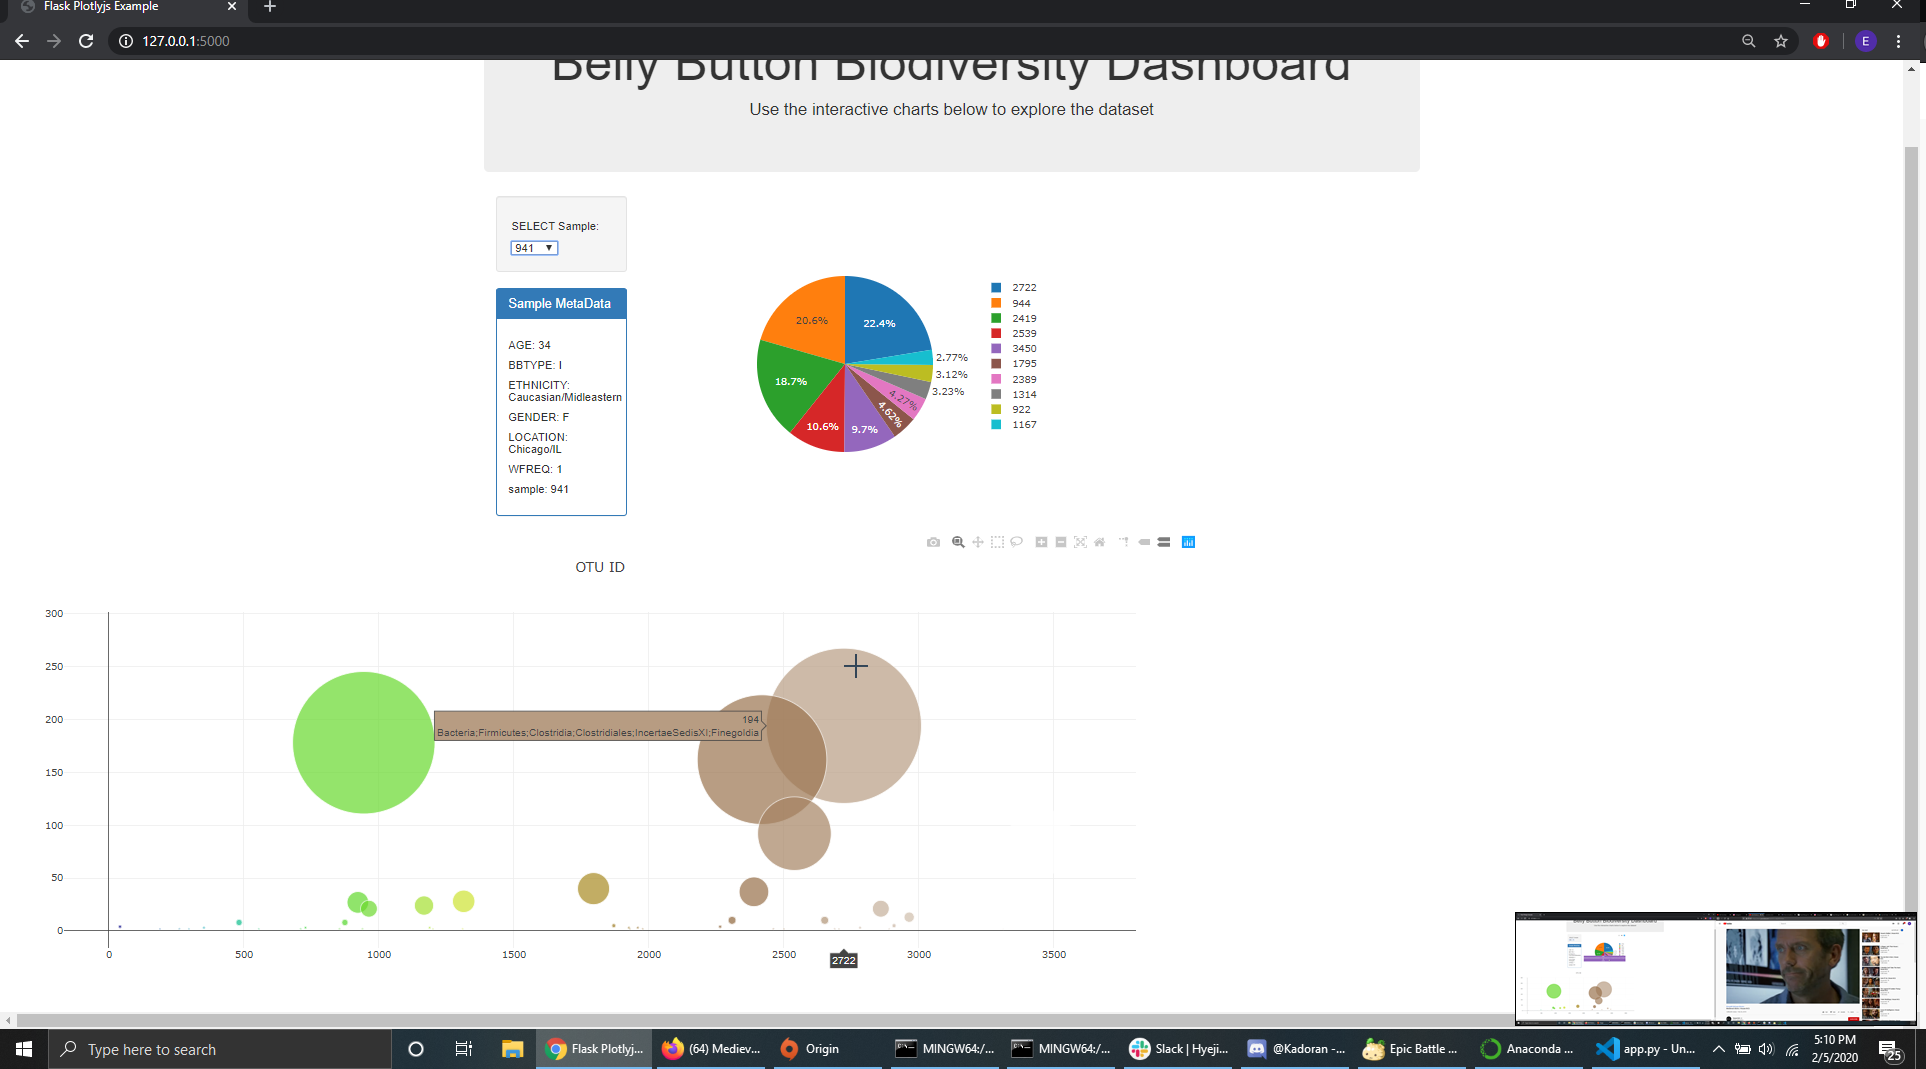 Flask Plotlyjs Example
127.0.0.1:5000
E
Belly Button Biodiversity Dashboard
Use the interactive charts below to explore the dataset
SELECT Sample:
941
Sample MetaData
AGE: 34
BBTYPE: I
ETHNICITY:
Caucasian/Midleastern
GENDER: F
LOCATION:
Chicago/IL
WFREQ: 1
sample: 941
22.4%
20.6%
18.7%
10.6%
9.7%
4.62%
4.27%
3.23%
3.12%
2.77%
2722
944
2419
2539
3450
1795
2389
1314
922
1167
OTU ID
300
250
200
150
100
50
0
194
Bacteria;Firmicutes;Clostridia;Clostridiales;IncertaeSedisXI;Finegoldia
0
500
1000
1500
2000
2500
2722
3000
3500
Type here to search
Flask Plotlyj...
(64) Mediev...
Origin
MINGW64:/...
MINGW64:/...
Slack | Hyeji...
@Kadoran -...
Epic Battle ...
Anaconda ...
app.py - Un...
5:10 PM
2/5/2020
25